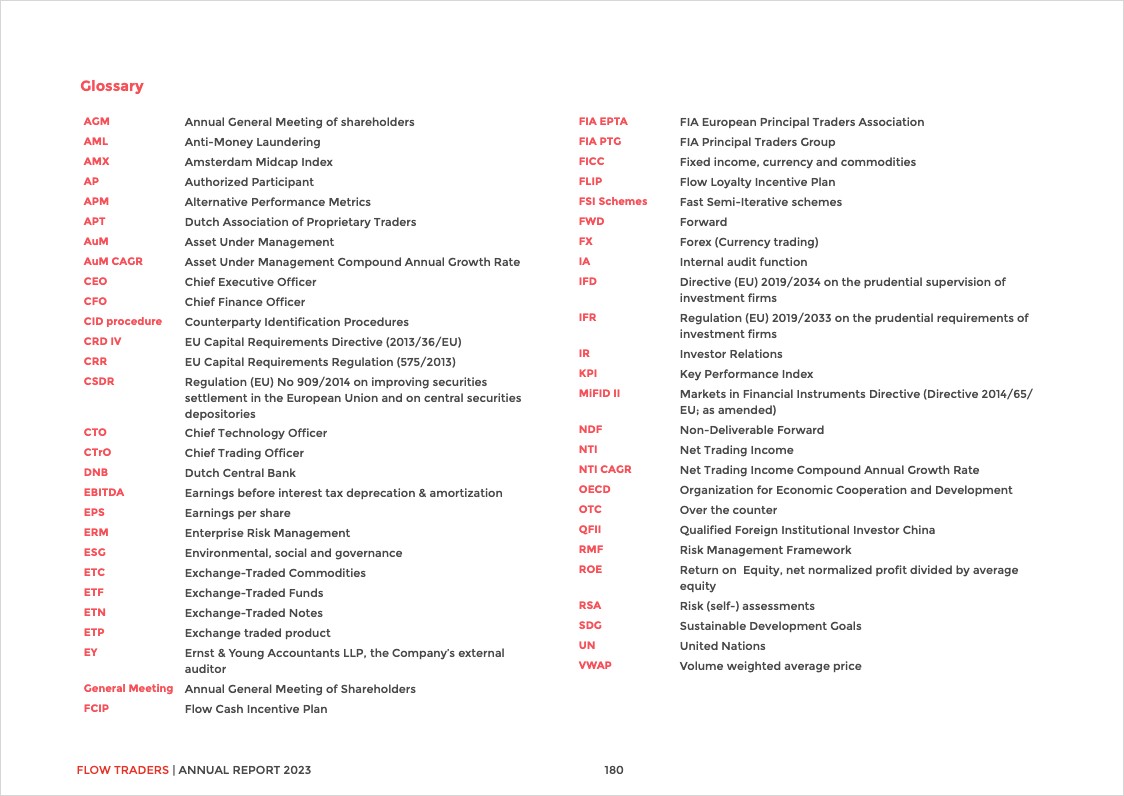 Glossary
AGM Annual General Meeting of shareholders
AML Anti-Money Laundering
AMX Amsterdam Midcap Index
AP Authorized Participant
APM Alternative Performance Metrics
APT Dutch Association of Proprietary Traders
AuM Asset Under Management
AuM CAGR Asset Under Management Compound Annual Growth Rate
CEO Chief Executive Officer
CFO Chief Finance Officer
CID procedure Counterparty Identification Procedures
CRD IV EU Capital Requirements Directive (2013/36/EU)
CRR EU Capital Requirements Regulation (575/2013)
CSDR Regulation (EU) No 909/2014 on improving securities
settlement in the European Union and on central securities
depositories
CTO Chief Technology Officer
CTrO Chief Trading Officer
DNB Dutch Central Bank
EBITDA Earnings before interest tax deprecation & amortization
EPS Earnings per share
ERM Enterprise Risk Management
ESG Environmental, social and governance
ETC Exchange-Traded Commodities
ETF Exchange-Traded Funds
ETN Exchange-Traded Notes
ETP Exchange traded product
EY Ernst & Young Accountants LLP, the Company's external
auditor
General Meeting Annual General Meeting of Shareholders
FCIP Flow Cash Incentive Plan
FIA EPTA FIA European Principal Traders Association
FIA PTG FIA Principal Traders Group
FICC Fixed income, currency and commodities
FLIP Flow Loyalty Incentive Plan
FSI Schemes Fast Semi-Iterative schemes
FWD Forward
FX Forex (Currency trading)
IA Internal audit function
IFD Directive (EU) 2019/2034 on the prudential supervision of
investment firms
IFR Regulation (EU) 2019/2033 on the prudential requirements of
investment firms
IR Investor Relations
KPI Key Performance Index
MiFID II Markets in Financial Instruments Directive (Directive 2014/65/
EU; as amended)
NDF Non-Deliverable Forward
NTI Net Trading Income
NTI CAGR Net Trading Income Compound Annual Growth Rate
OECD Organization for Economic Cooperation and Development
OTC Over the counter
QFII Qualified Foreign Institutional Investor China
RMF Risk Management Framework
ROE Return on Equity, net normalized profit divided by average
equity
RSA Risk (self-) assessments
SDG Sustainable Development Goals
UN United Nations
VWAP Volume weighted average price
FLOW TRADERS | ANNUAL REPORT 2023 180